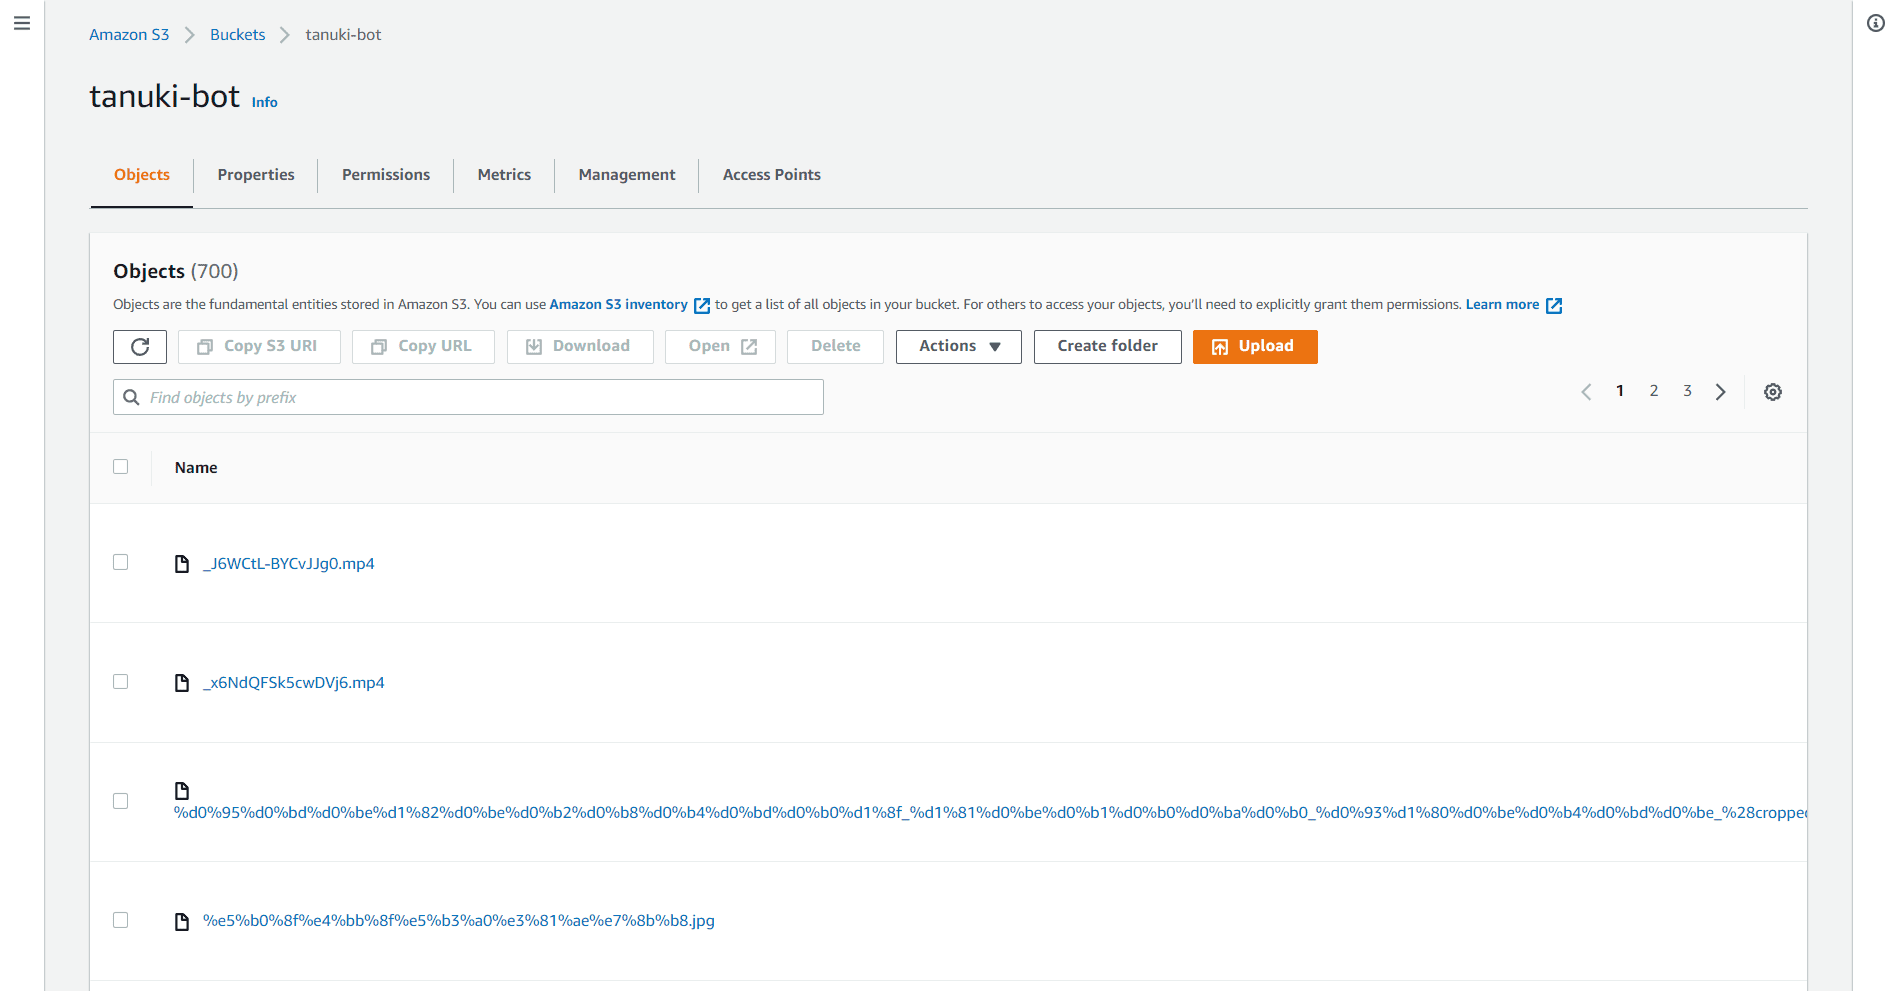 Amazon S3 Buckets tanuki-bot
tanuki-bot Info
Objects Properties Permissions Metrics Management Access Points
Objects (700)
Objects are the fundamental entities stored in Amazon S3. You can use Amazon S3 inventory to get a list of all objects in your bucket. For others to access your objects, you'll need to explicitly grant them permissions. Learn more
Copy S3 URI Copy URL Download Open Delete Actions Create folder Upload
Find objects by prefix 1 2 3
Name
_J6WCtL-BYCvJJg0.mp4
_x6NdQFSk5cwDVj6.mp4
%d0%95%d0%bd%d0%be%d1%82%d0%be%d0%b2%d0%b8%d0%b4%d0%bd%d0%b0%d1%8f_%d1%81%d0%be%d0%b1%d0%b0%d0%ba%d0%b0_%d0%93%d1%80%d0%be%d0%b4%d0%bd%d0%be_%28cropped
%e5%b0%8f%e4%bb%8f%e5%b3%a0%e3%81%ae%e7%8b%b8.jpg